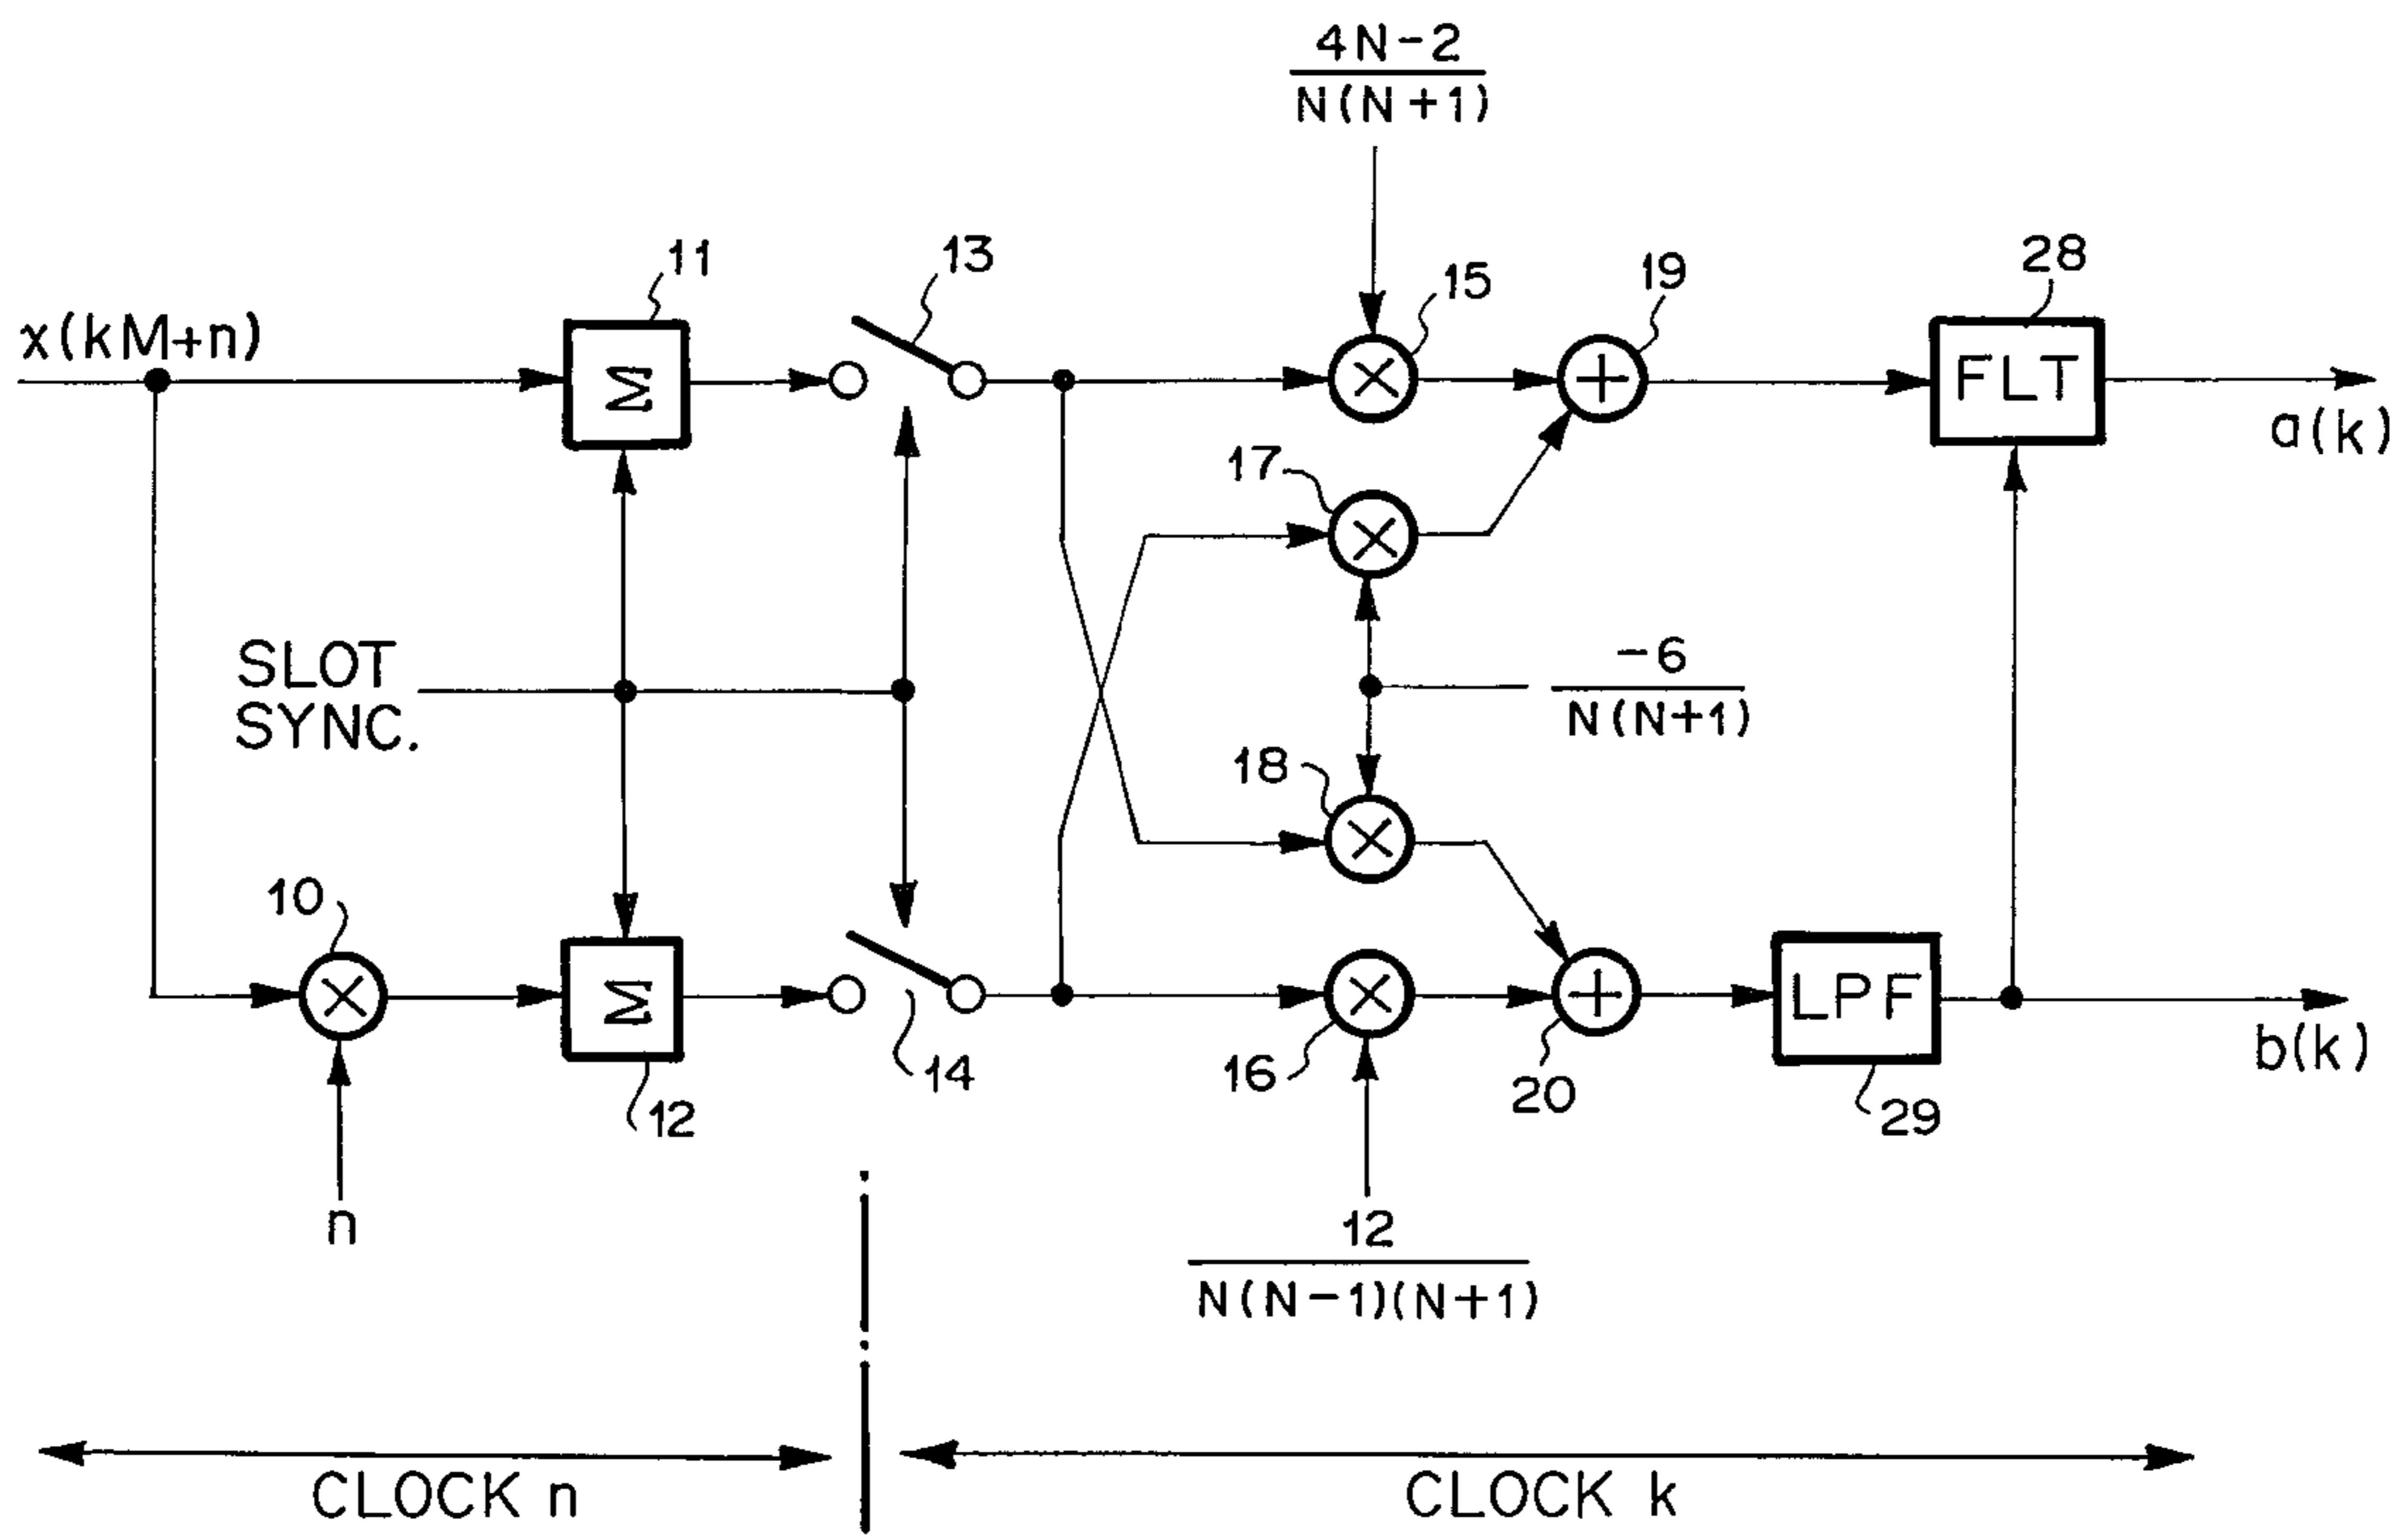 4N-2
N(N+1)
11
13
15
19
28
x(kM+n)
Σ
×
+
FLT
a(k)
17
×
SLOT
SYNC.
-6
N(N+1)
18
×
10
×
Σ
×
+
LPF
b(k)
12
14
16
20
29
n
12
N(N-1)(N+1)
CLOCK n
CLOCK k